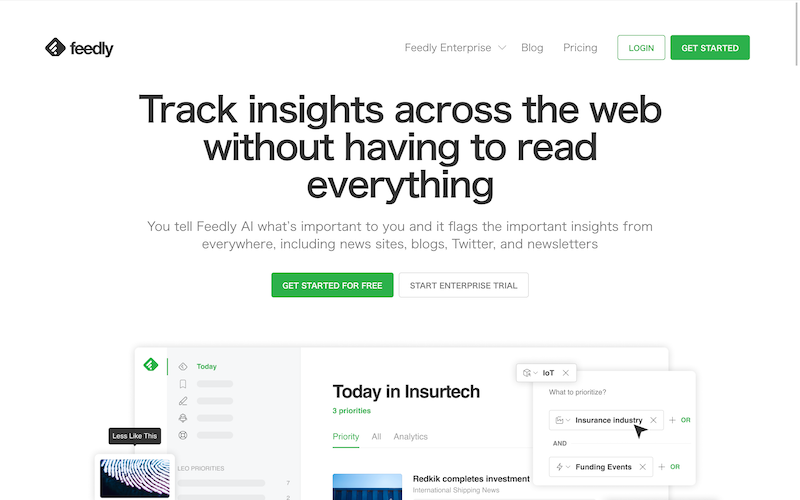 feedly
Feedly Enterprise
Blog
Pricing
LOGIN
GET STARTED
Track insights across the web
without having to read
everything
You tell Feedly AI what's important to you and it flags the important insights from
everywhere, including news sites, blogs, Twitter, and newsletters
GET STARTED FOR FREE
START ENTERPRISE TRIAL
Today
Less Like This
LEO PRIORITIES
7
2
Today in Insurtech
3 priorities
Priority
All
Analytics
Redkik completes investment
International Shipping News
IoT
What to prioritize?
Insurance industry
OR
AND
Funding Events
OR